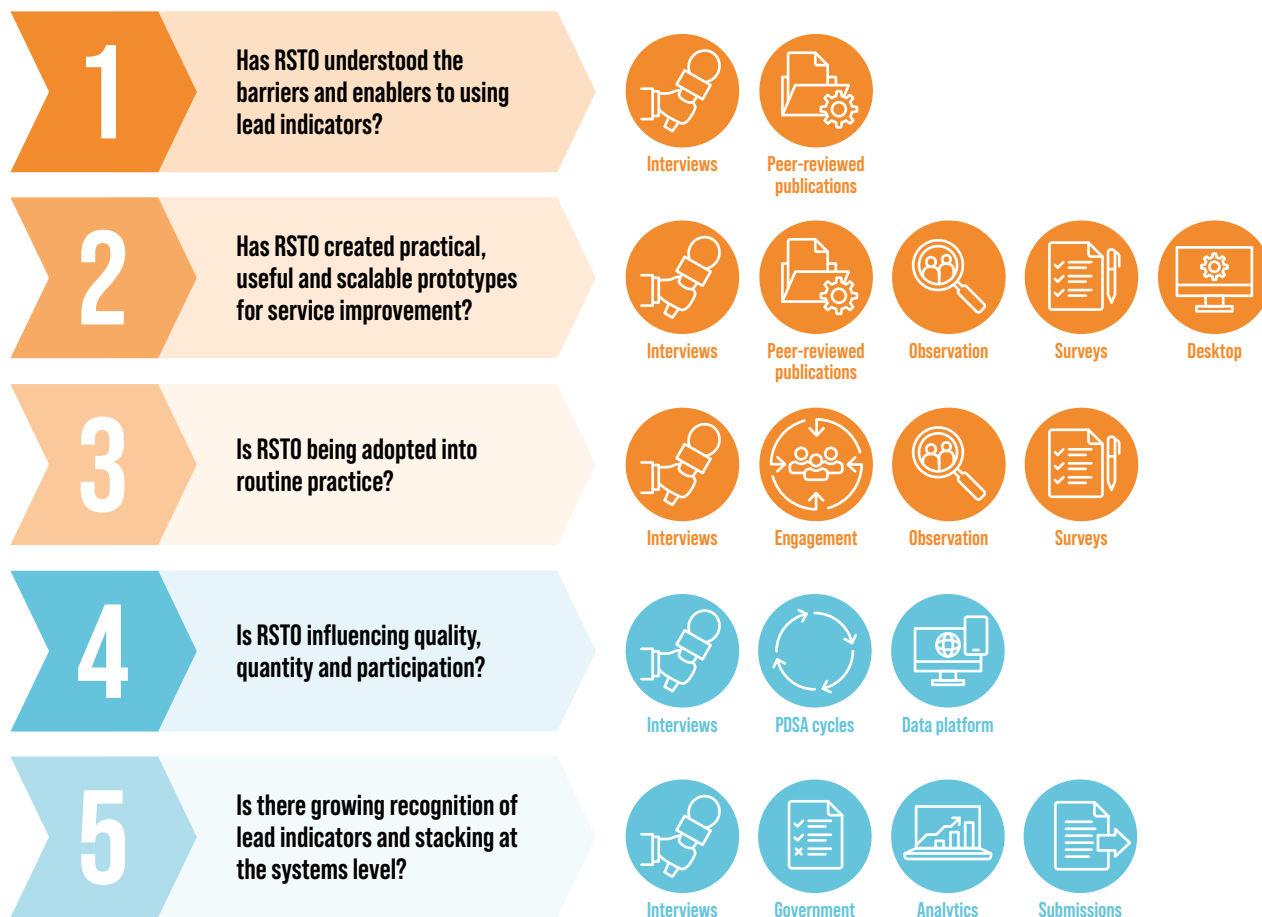 1
Has RSTO understood the
barriers and enablers to using
lead indicators?
Interviews
Peer-reviewed
publications
2
Has RSTO created practical,
useful and scalable prototypes
for service improvement?
Interviews
Peer-reviewed
publications
Observation
Surveys
Desktop
3
Is RSTO being adopted into
routine practice?
Interviews
Engagement
Observation
Surveys
4
Is RSTO influencing quality,
quantity and participation?
Interviews
PDSA cycles
Data platform
5
Is there growing recognition of
lead indicators and stacking at
the systems level?
Interviews
Government
Analytics
Submissions